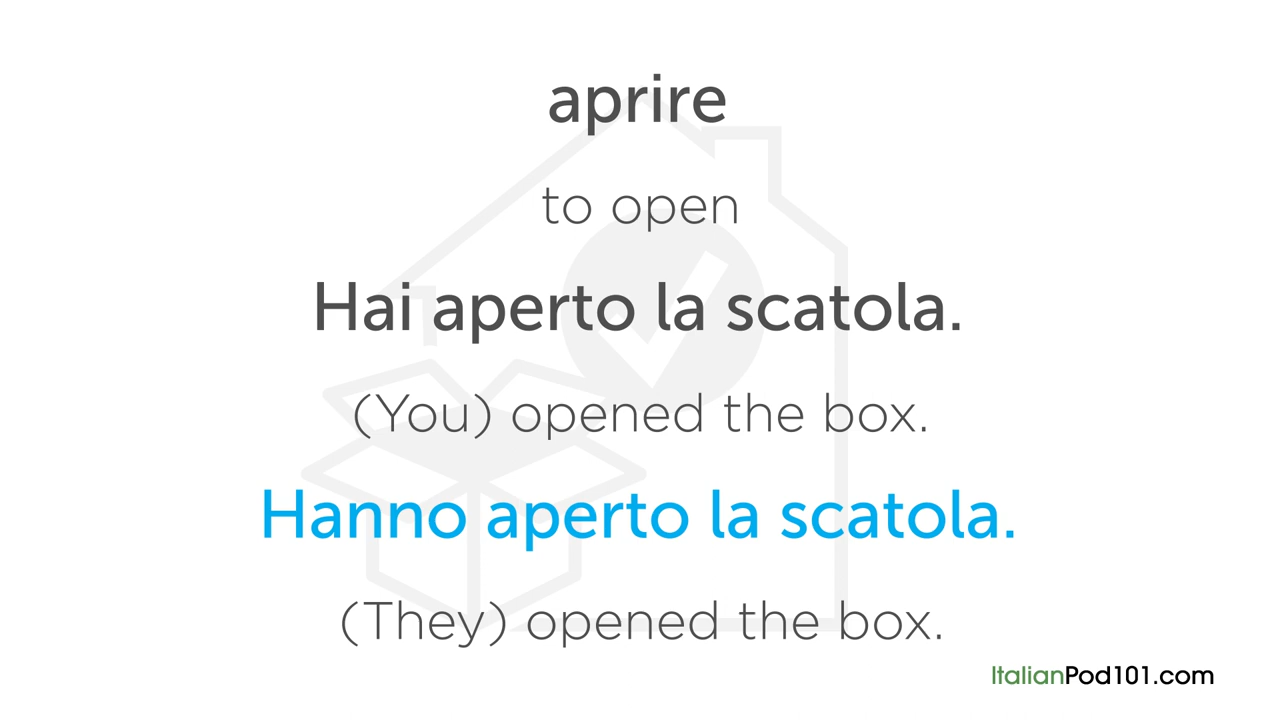 aprire
to open
Hai aperto la scatola.
(You) opened the box.
Hanno aperto la scatola.
(They) opened the box.
ItalianPod101.com